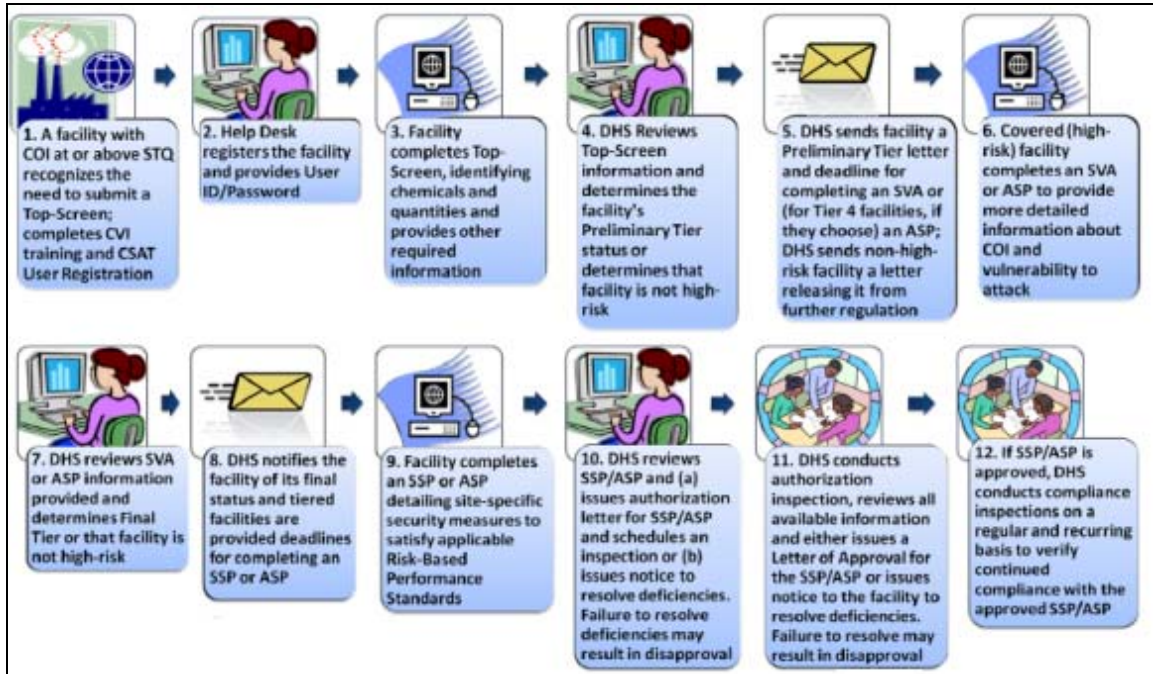 1. A facility with
COI at or above STQ
recognizes the
need to submit a
Top-Screen;
completes CVI
training and CSAT
User Registration
2. Help Desk
registers the facility
and provides User
ID/Password
3. Facility
completes Top-
Screen, identifying
chemicals and
quantities and
provides other
required
information
4. DHS Reviews
Top-Screen
information and
determines the
facility's
Preliminary Tier
status or
determines that
facility is not high-
risk
5. DHS sends facility a
Preliminary Tier letter
and deadline for
completing an SVA or
(for Tier 4 facilities, if
they choose) an ASP;
DHS sends non-high-
risk facility a letter
releasing it from
further regulation
6. Covered (high-
risk) facility
completes an SVA
or ASP to provide
more detailed
information about
COI and
vulnerability to
attack
7. DHS reviews SVA
or ASP information
provided and
determines Final
Tier or that facility is
not high-risk
8. DHS notifies the
facility of its final
status and tiered
facilities are
provided deadlines
for completing an
SSP or ASP
9. Facility completes
an SSP or ASP
detailing site-specific
security measures to
satisfy applicable
Risk-Based
Performance
Standards
10. DHS reviews
SSP/ASP and (a)
issues authorization
letter for SSP/ASP
and schedules an
inspection or (b)
issues notice to
resolve deficiencies.
Failure to resolve
deficiencies may
result in disapproval
11. DHS conducts
authorization
inspection, reviews all
available information
and either issues a
Letter of Approval for
the SSP/ASP or issues
notice to the facility to
resolve deficiencies.
Failure to resolve may
result in disapproval
12. If SSP/ASP is
approved, DHS
conducts compliance
inspections on a
regular and recurring
basis to verify
continued
compliance with the
approved SSP/ASP